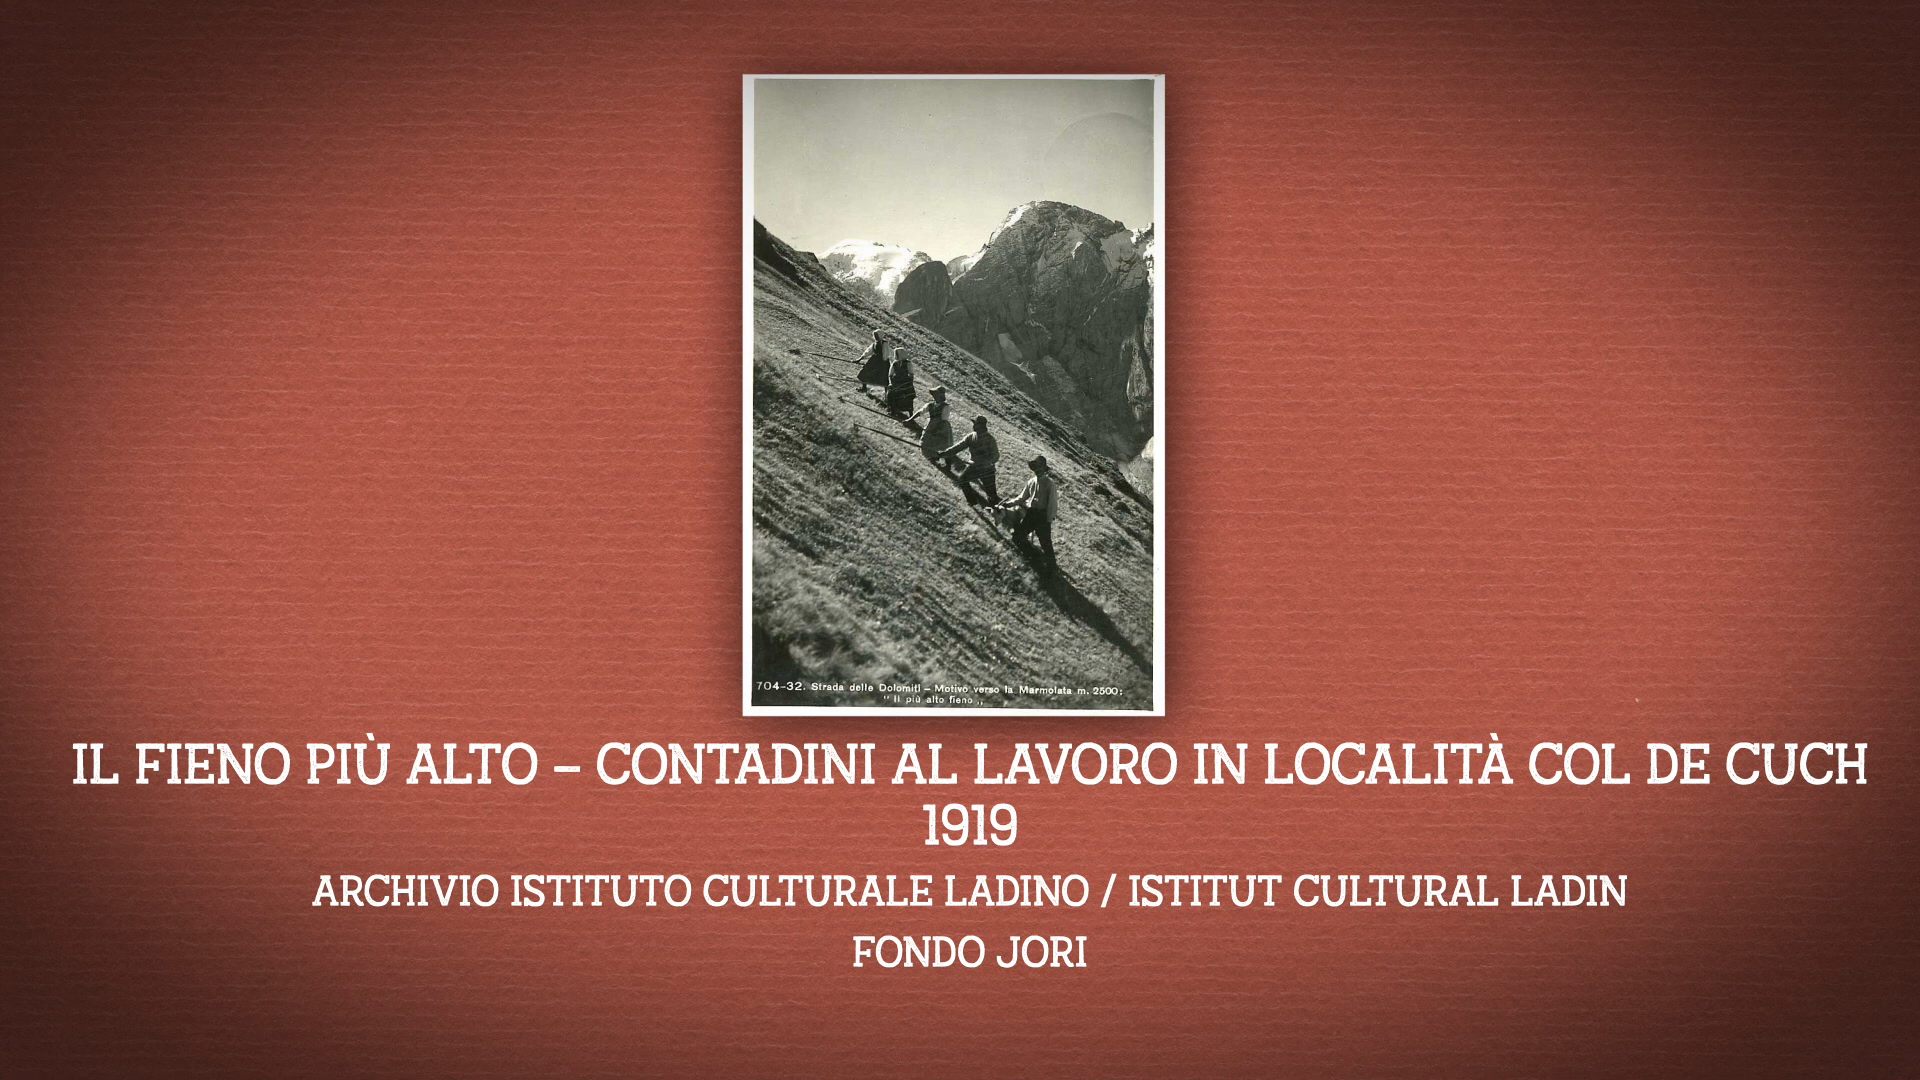 704-32. Strada delle Dolomiti – Motivo verso la Marmolata m. 2500:
" Il più alto fieno „
IL FIENO PIÙ ALTO – CONTADINI AL LAVORO IN LOCALITÀ COL DE CUCH
1919
ARCHIVIO ISTITUTO CULTURALE LADINO / ISTITUT CULTURAL LADIN
FONDO JORI